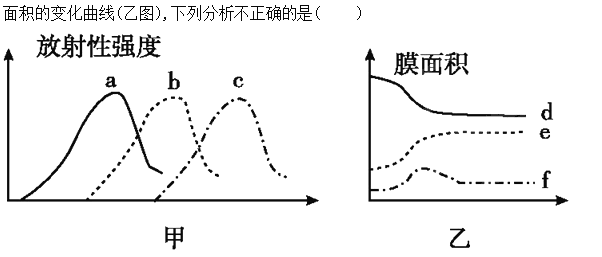 面积的变化曲线(乙图),下列分析不正确的是(　　)
放射性强度
a b c
甲
膜面积
d
e
f
乙